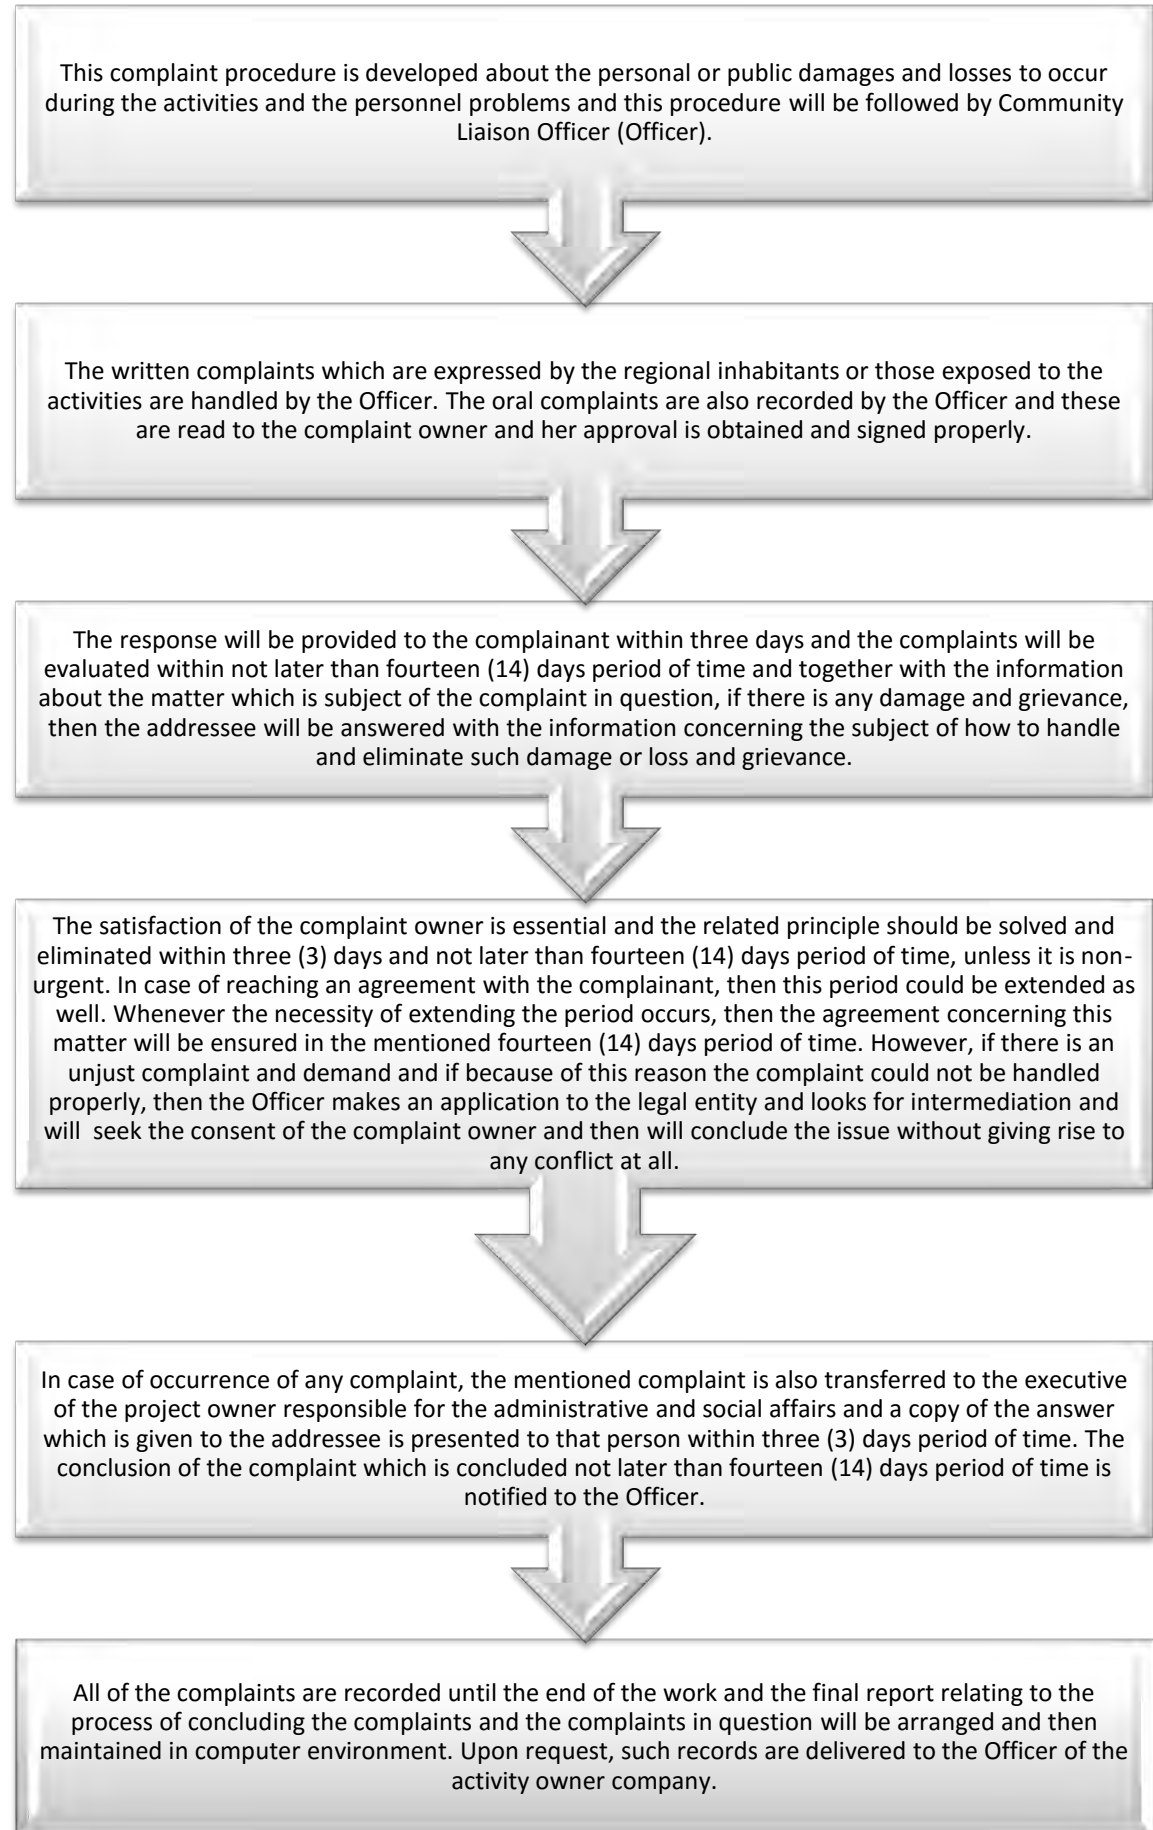 This complaint procedure is developed about the personal or public damages and losses to occur
during the activities and the personnel problems and this procedure will be followed by Community
Liaison Officer (Officer).
The written complaints which are expressed by the regional inhabitants or those exposed to the
activities are handled by the Officer. The oral complaints are also recorded by the Officer and these
are read to the complaint owner and her approval is obtained and signed properly.
The response will be provided to the complainant within three days and the complaints will be
evaluated within not later than fourteen (14) days period of time and together with the information
about the matter which is subject of the complaint in question, if there is any damage and grievance,
then the addressee will be answered with the information concerning the subject of how to handle
and eliminate such damage or loss and grievance.
The satisfaction of the complaint owner is essential and the related principle should be solved and
eliminated within three (3) days and not later than fourteen (14) days period of time, unless it is non-
urgent. In case of reaching an agreement with the complainant, then this period could be extended as
well. Whenever the necessity of extending the period occurs, then the agreement concerning this
matter will be ensured in the mentioned fourteen (14) days period of time. However, if there is an
unjust complaint and demand and if because of this reason the complaint could not be handled
properly, then the Officer makes an application to the legal entity and looks for intermediation and
will seek the consent of the complaint owner and then will conclude the issue without giving rise to
any conflict at all.
In case of occurrence of any complaint, the mentioned complaint is also transferred to the executive
of the project owner responsible for the administrative and social affairs and a copy of the answer
which is given to the addressee is presented to that person within three (3) days period of time. The
conclusion of the complaint which is concluded not later than fourteen (14) days period of time is
notified to the Officer.
All of the complaints are recorded until the end of the work and the final report relating to the
process of concluding the complaints and the complaints in question will be arranged and then
maintained in computer environment. Upon request, such records are delivered to the Officer of the
activity owner company.